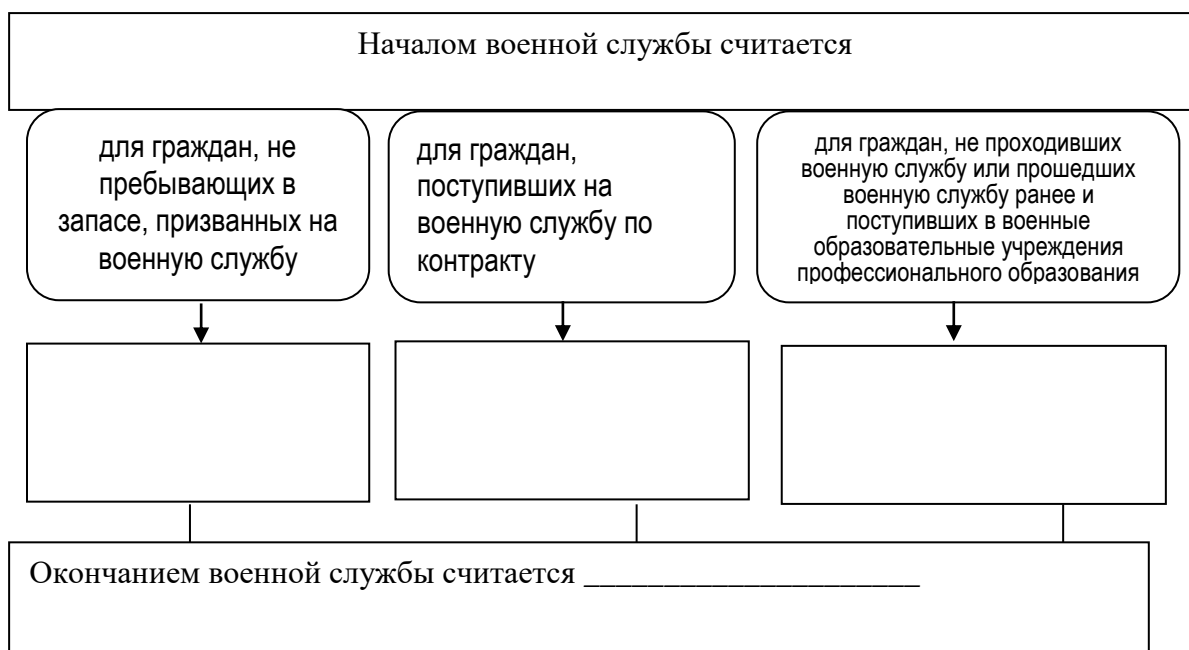 Началом военной службы считается
для граждан, не
пребывающих в
запасе, призванных на
военную службу
для граждан,
поступивших на
военную службу по
контракту
для граждан, не проходивших
военную службу или прошедших
военную службу ранее и
поступивших в военные
образовательные учреждения
профессионального образования
Окончанием военной службы считается _____________________